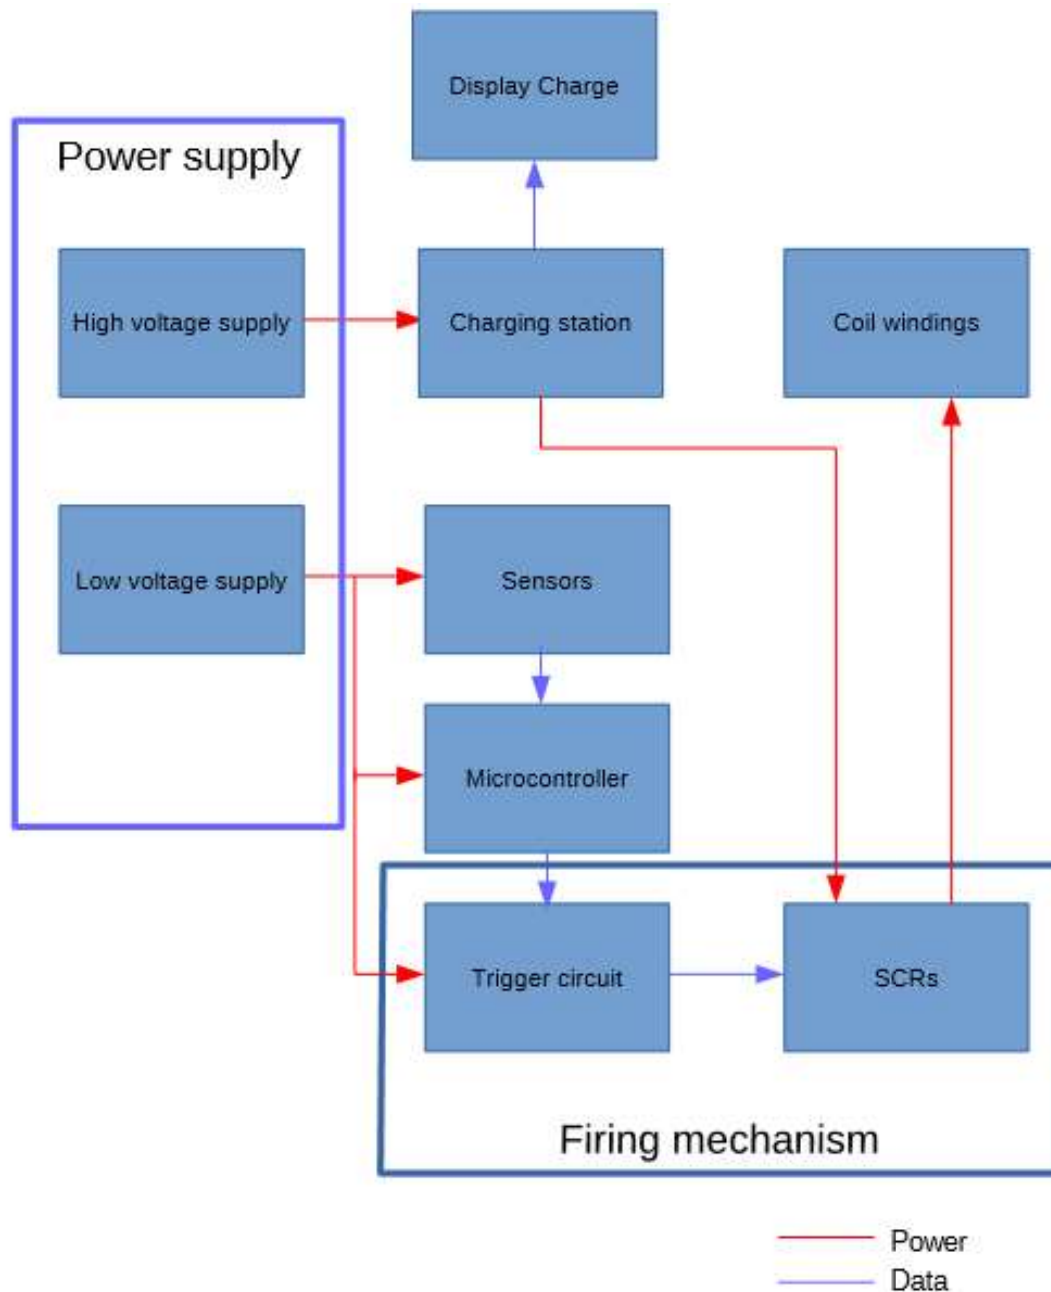 Display Charge
Power supply
High voltage supply
Charging station
Coil windings
Low voltage supply
Sensors
Microcontroller
Trigger circuit
SCRs
Firing mechanism
Power
Data